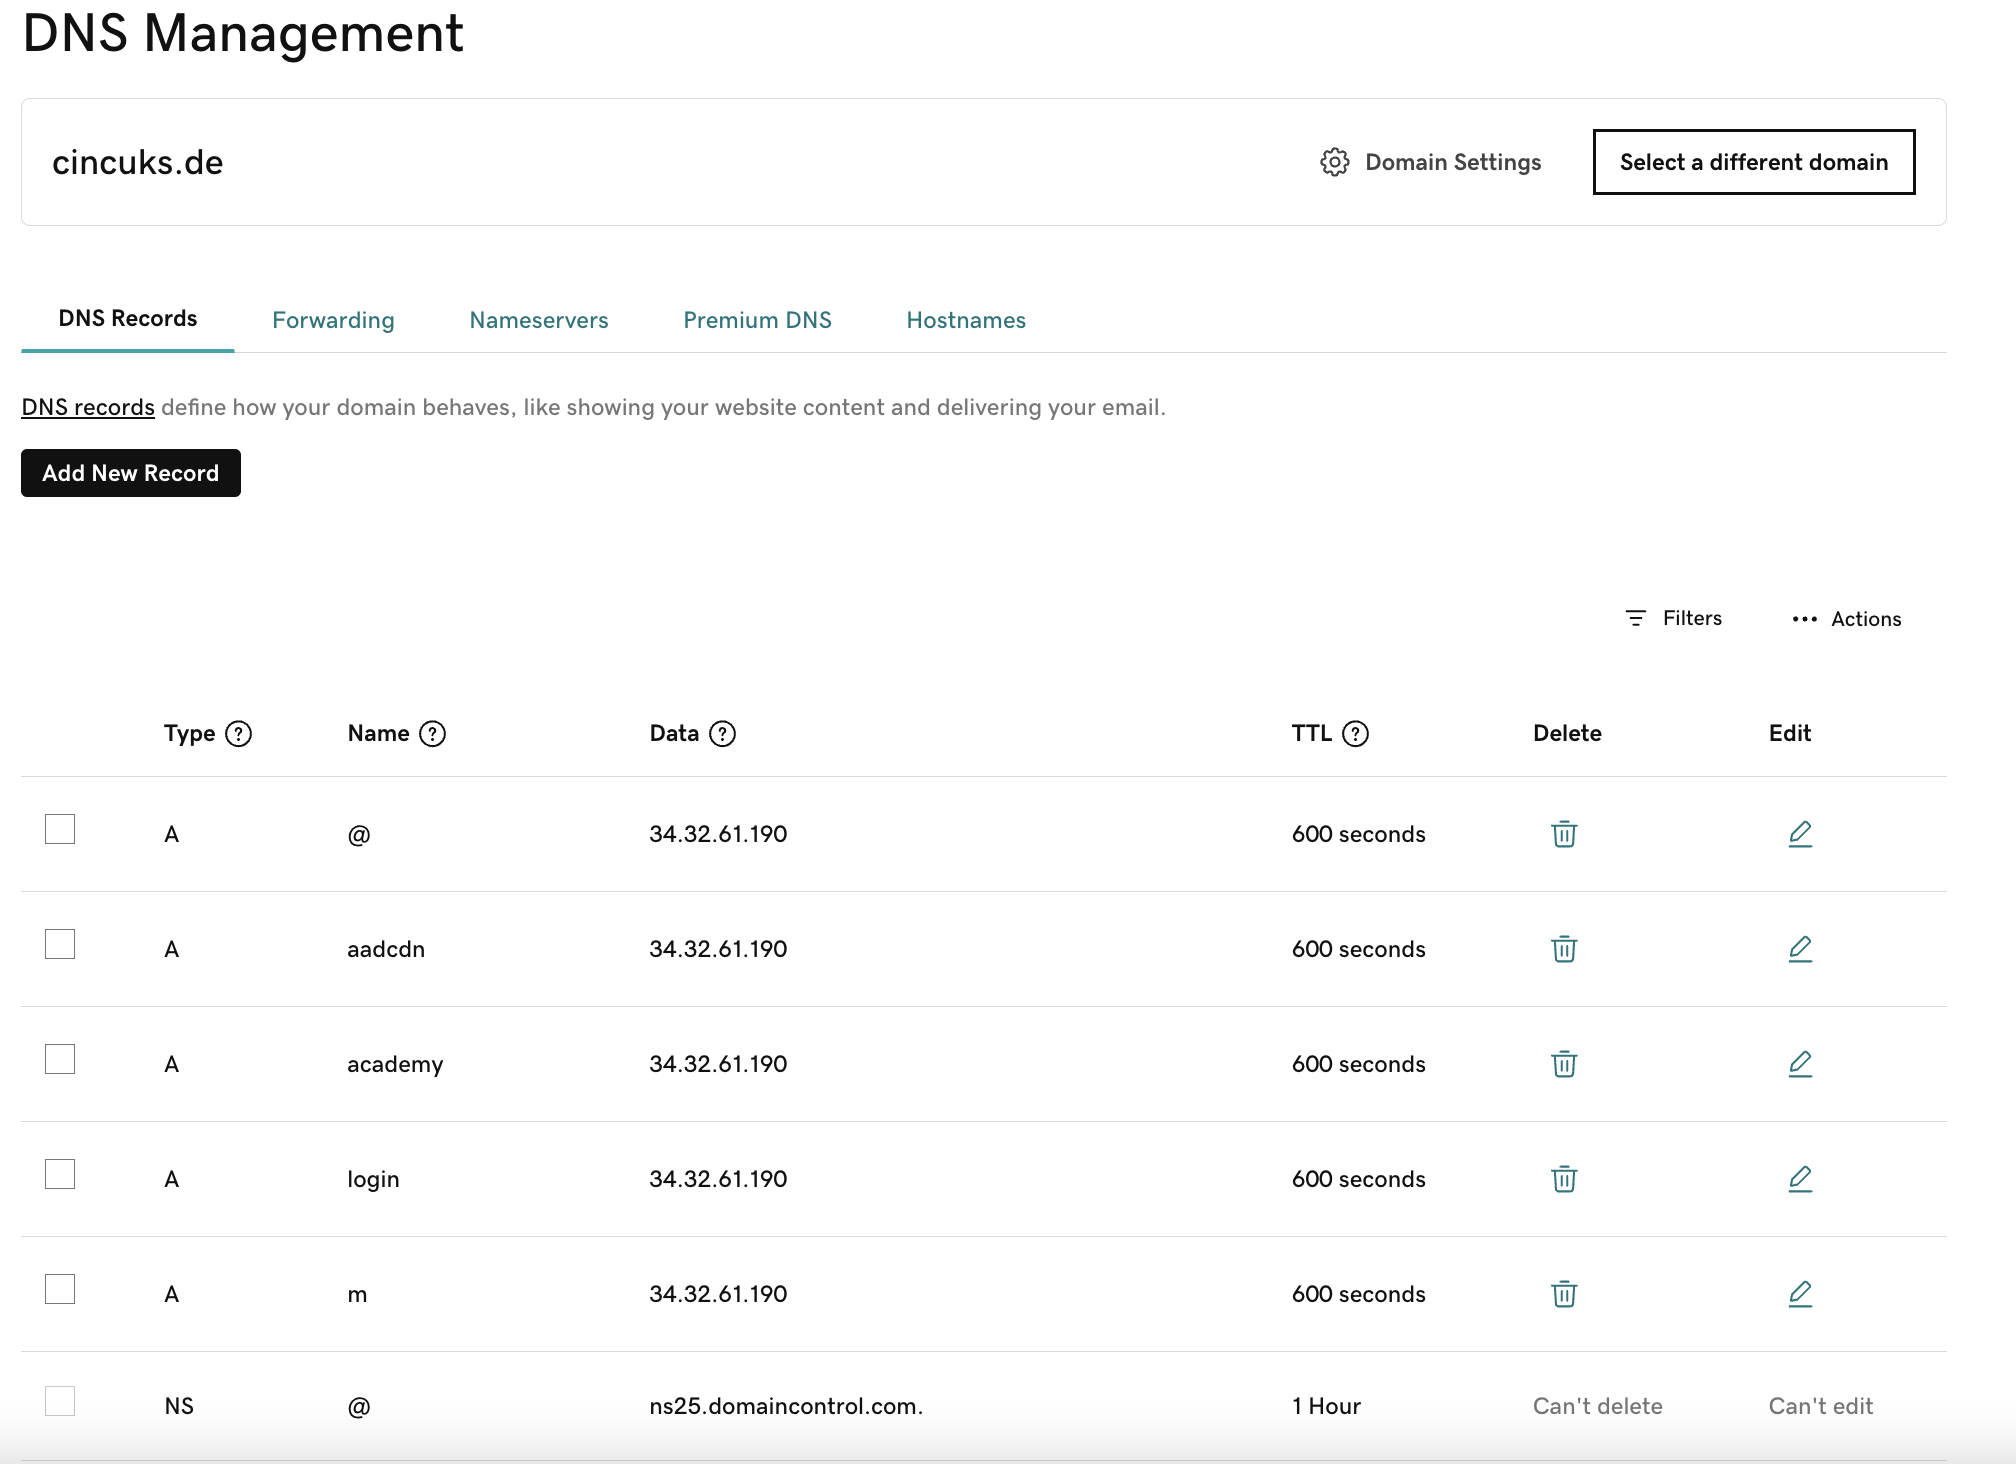 DNS Management
cincuks.de
Domain Settings
Select a different domain
DNS Records Forwarding Nameservers Premium DNS Hostnames
DNS records define how your domain behaves, like showing your website content and delivering your email.
Add New Record
Filters Actions
Type Name Data TTL Delete Edit
A @ 34.32.61.190 600 seconds
A aadcdn 34.32.61.190 600 seconds
A academy 34.32.61.190 600 seconds
A login 34.32.61.190 600 seconds
A m 34.32.61.190 600 seconds
NS @ ns25.domaincontrol.com. 1 Hour Can't delete Can't edit